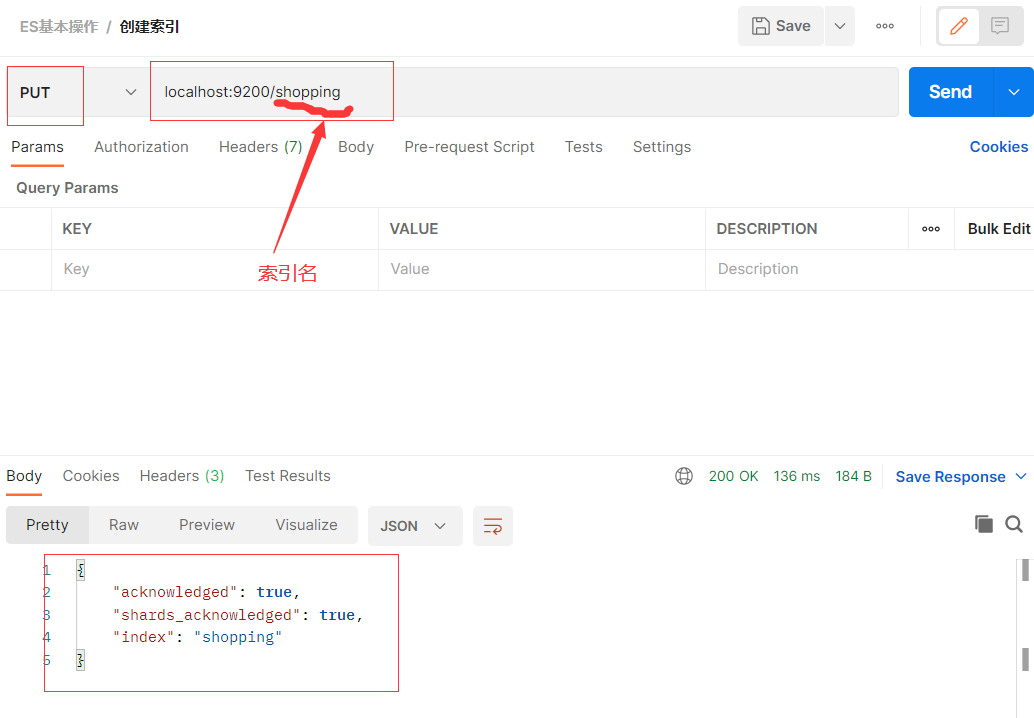 ES基本操作 / 创建索引
Save
PUT
localhost:9200/shopping
Send
Params Authorization Headers (7) Body Pre-request Script Tests Settings Cookies
Query Params
KEY VALUE DESCRIPTION Bulk Edit
Key Value Description
索引名
Body Cookies Headers (3) Test Results 200 OK 136 ms 184 B Save Response
Pretty Raw Preview Visualize JSON
1 {
2 "acknowledged": true,
3 "shards_acknowledged": true,
4 "index": "shopping"
5 }